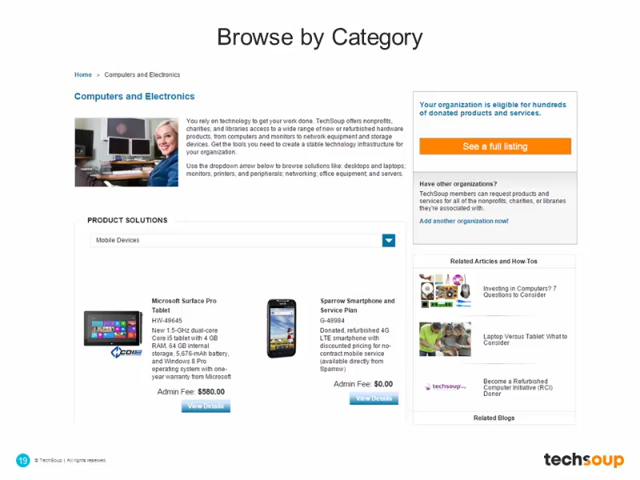 Browse by Category
Home > Computers and Electronics
Computers and Electronics
You rely on technology to get your work done. TechSoup offers nonprofits,
charities, and libraries access to a wide range of new or refurbished hardware
products, from computers and monitors to network equipment and storage
devices. Get the tools you need to create a stable technology infrastructure for
your organization.
Use the dropdown arrow below to browse solutions like: desktops and laptops;
monitors, printers, and peripherals; networking; office equipment; and servers.
PRODUCT SOLUTIONS
Mobile Devices
Microsoft Surface Pro
Tablet
HW-49645
New 1.5-GHz dual-core
Core i5 tablet with 4 GB
RAM, 64 GB internal
storage, 5,676-mAh battery,
and Windows 8 Pro
operating system with one-
year warranty from Microsoft
Admin Fee: $580.00
View Details
CDI
Sparrow Smartphone and
Service Plan
G-48984
Donated, refurbished 4G
LTE smartphone with
discounted pricing for no-
contract mobile service
(available directly from
Sparrow)
Admin Fee: $0.00
View Details
Your organization is eligible for hundreds
of donated products and services.
See a full listing
Have other organizations?
TechSoup members can request products and
services for all of the nonprofits, charities, or libraries
they're associated with.
Add another organization now!
Related Articles and How-Tos
Investing in Computers? 7
Questions to Consider
Laptop Versus Tablet: What to
Consider
techsoup
Become a Refurbished
Computer Initiative (RCI)
Donor
Related Blogs
19
© TechSoup | All rights reserved.
techsoup